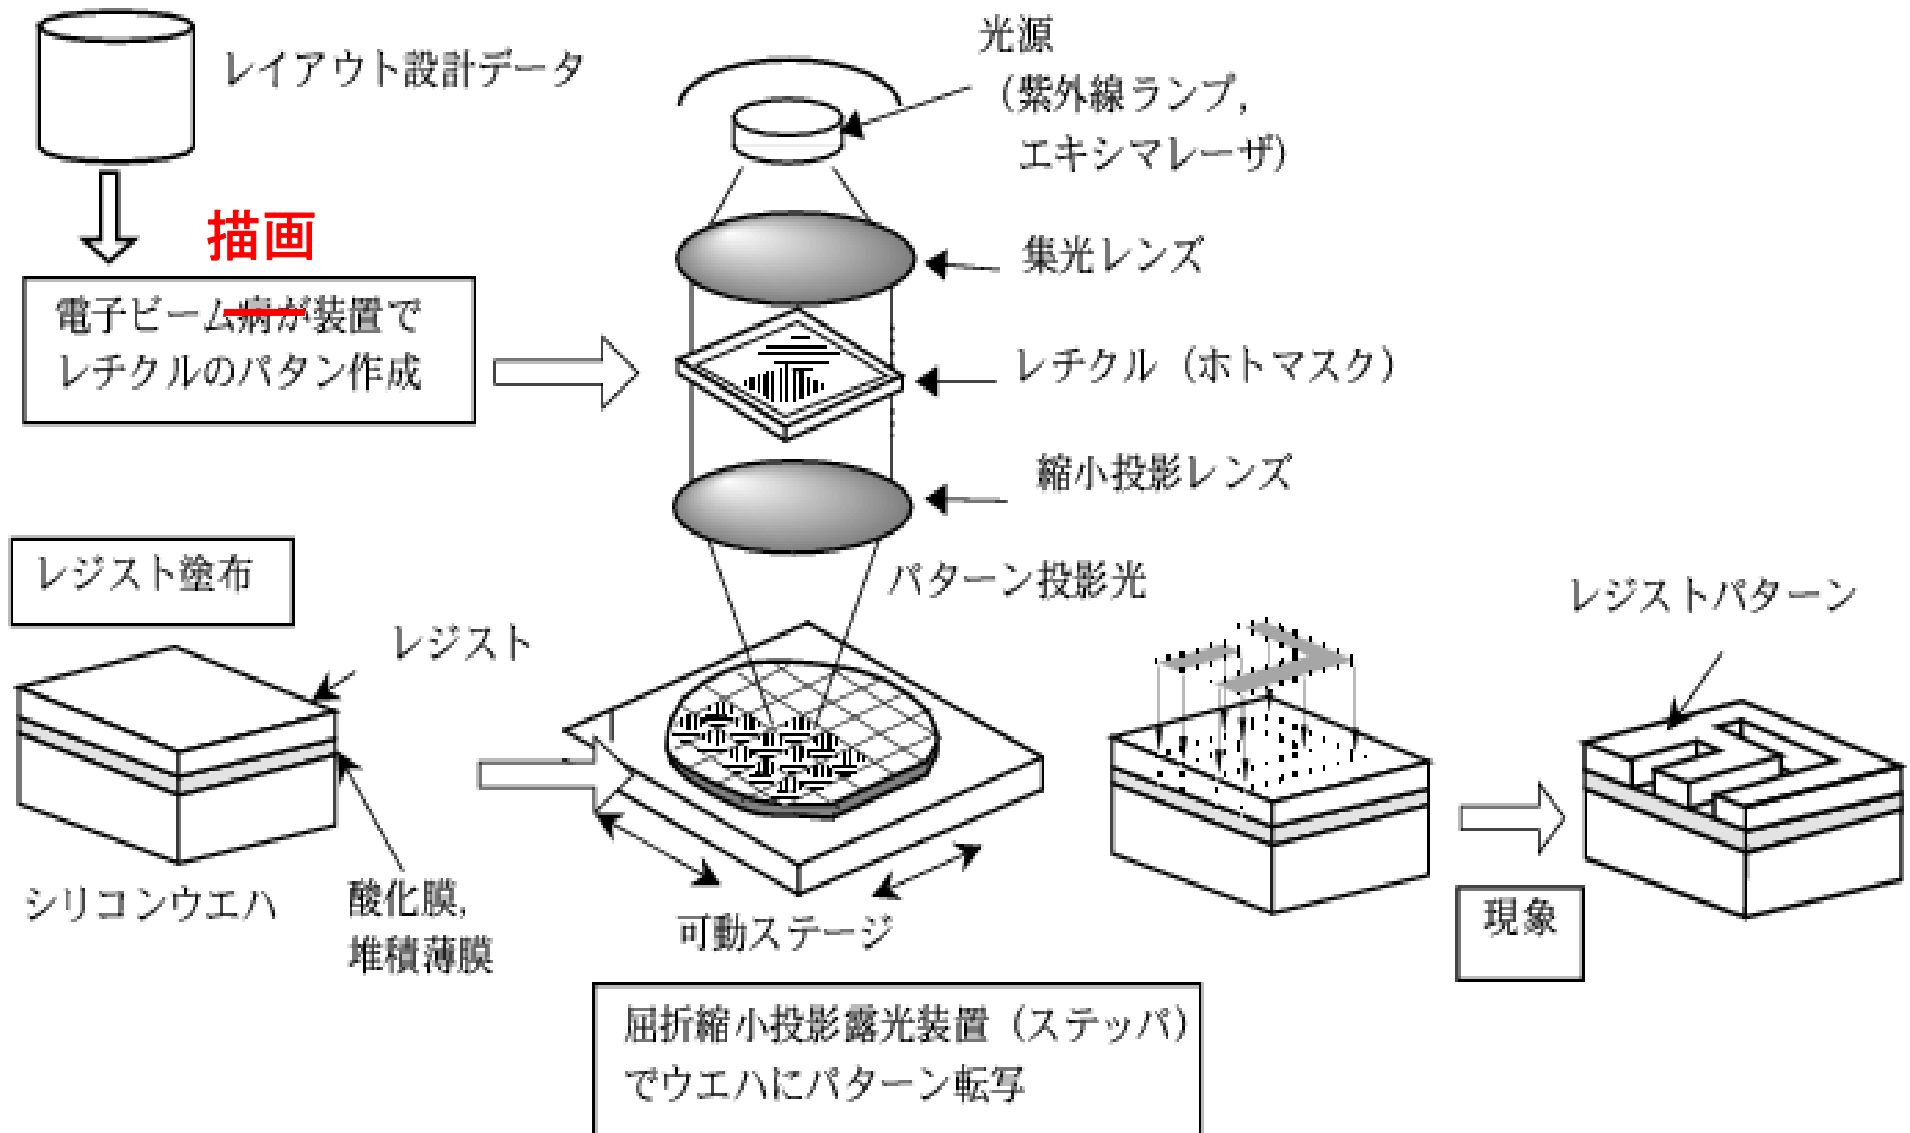 レイアウト設計データ
描画
電子ビーム病が装置で
レチクルのパタン作成
光源
(紫外線ランプ,
エキシマレーザ)
集光レンズ
レチクル (ホトマスク)
縮小投影レンズ
パターン投影光
レジスト塗布
レジスト
シリコンウエハ
酸化膜,
堆積薄膜
可動ステージ
屈折縮小投影露光装置 (ステッパ)
でウエハにパターン転写
レジストパターン
現象